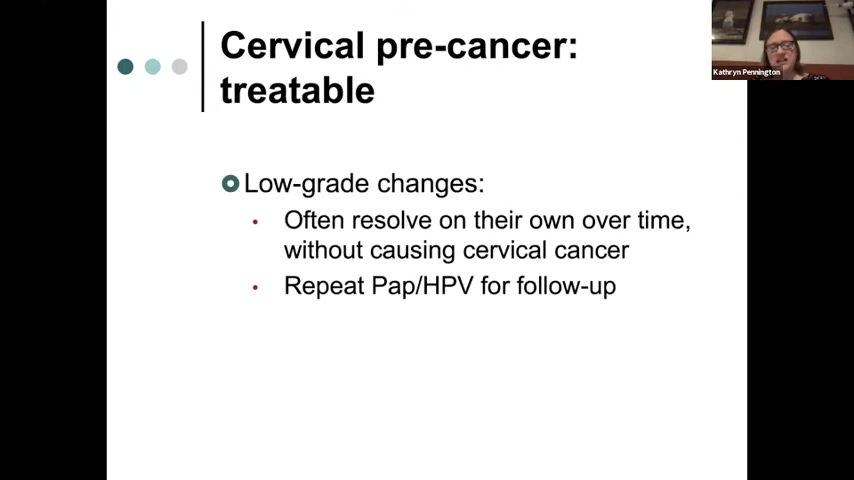 Cervical pre-cancer:
treatable
Low-grade changes:
Often resolve on their own over time,
without causing cervical cancer
Repeat Pap/HPV for follow-up
Kathryn Pennington